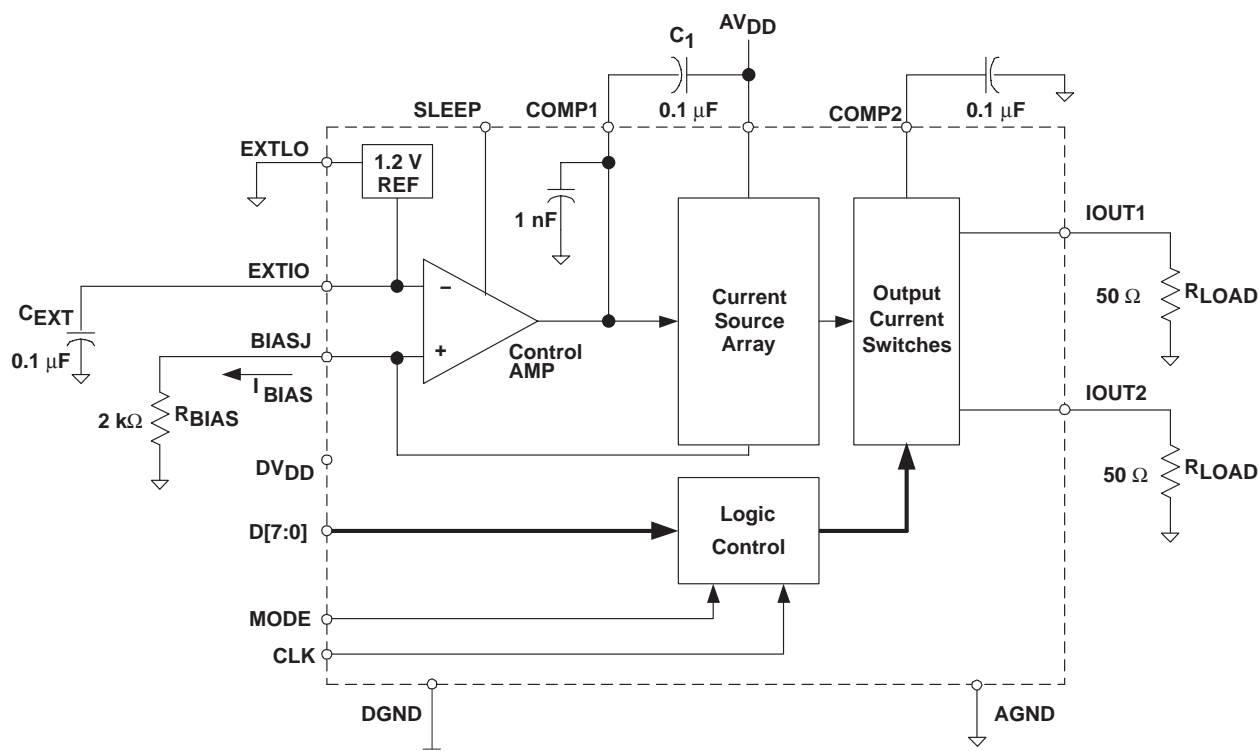 AVDD
C1
0.1 µF
0.1 µF
SLEEP
COMP1
COMP2
EXTLO
1.2 V
REF
1 nF
IOUT1
EXTIO
−
50 Ω
RLOAD
CEXT
0.1 µF
BIASJ
+
Control
AMP
Current
Source
Array
Output
Current
Switches
IBIAS
2 kΩ
RBIAS
IOUT2
DVDD
50 Ω
RLOAD
D[7:0]
Logic
Control
MODE
CLK
DGND
AGND